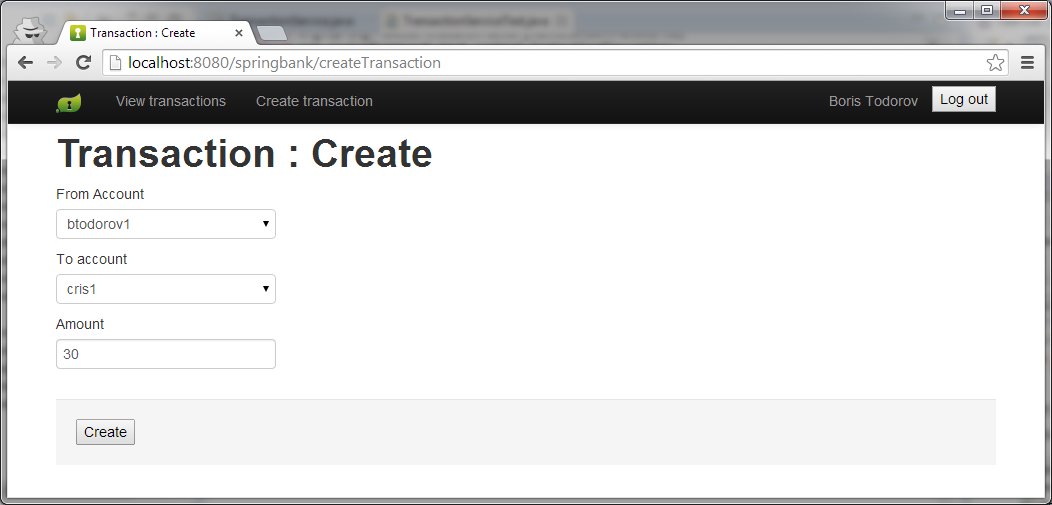 Transaction : Create
localhost:8080/springbank/createTransaction
View transactions Create transaction Boris Todorov Log out
Transaction : Create
From Account
btodorov1
To account
cris1
Amount
30
Create